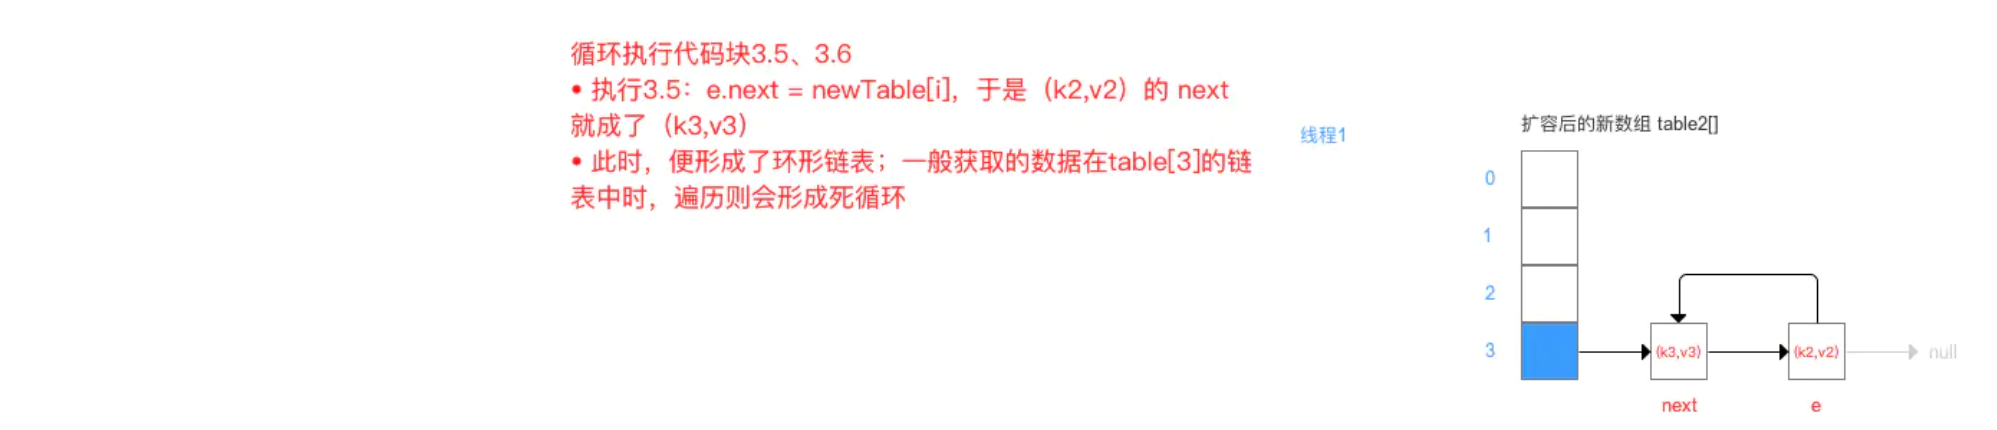 循环执行代码块3.5、3.6
• 执行3.5：e.next = newTable[i]，于是（k2,v2）的 next
就成了（k3,v3）
• 此时，便形成了环形链表；一般获取的数据在table[3]的链
表中时，遍历则会形成死循环
线程1
扩容后的新数组 table2[]
0
1
2
3
(k3,v3)
(k2,v2)
null
next
e